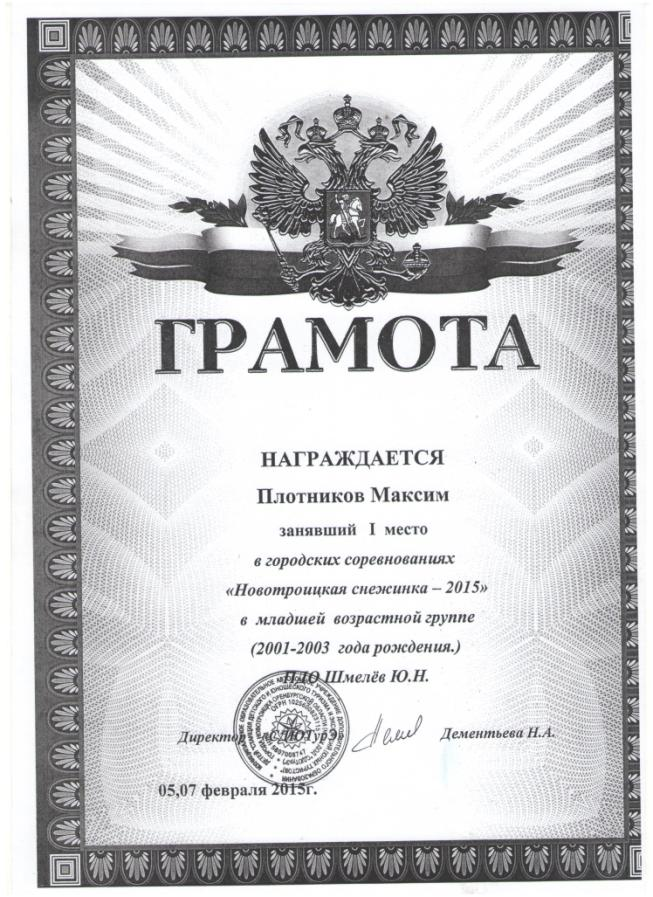 ГРАМОТА
НАГРАЖДАЕТСЯ
Плотников Максим
занявший I место
в городских соревнованиях
«Новотроицкая снежинка – 2015»
в младшей возрастной группе
(2001-2003 года рождения.)
ПДО Шмелёв Ю.Н.
Директор «СДЮТурЭ» Дементьева Н.А.
05,07 февраля 2015г.